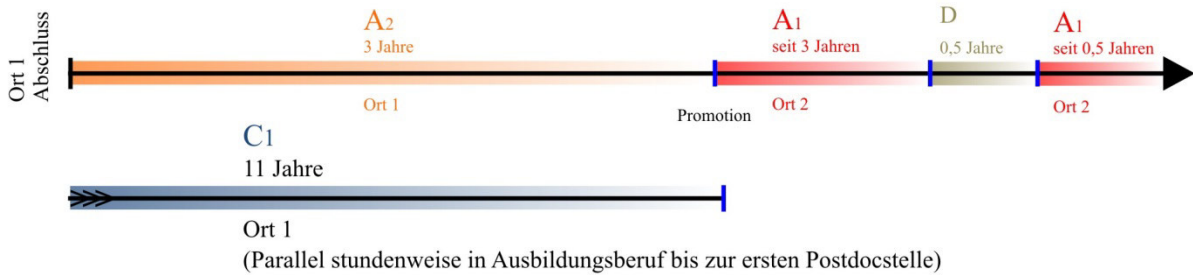 Ort 1
Abschluss
A2
3 Jahre
Ort 1
Promotion
A1
seit 3 Jahren
Ort 2
D
0,5 Jahre
A1
seit 0,5 Jahren
Ort 2
C1
11 Jahre
Ort 1
(Parallel stundenweise in Ausbildungsberuf bis zur ersten Postdocstelle)